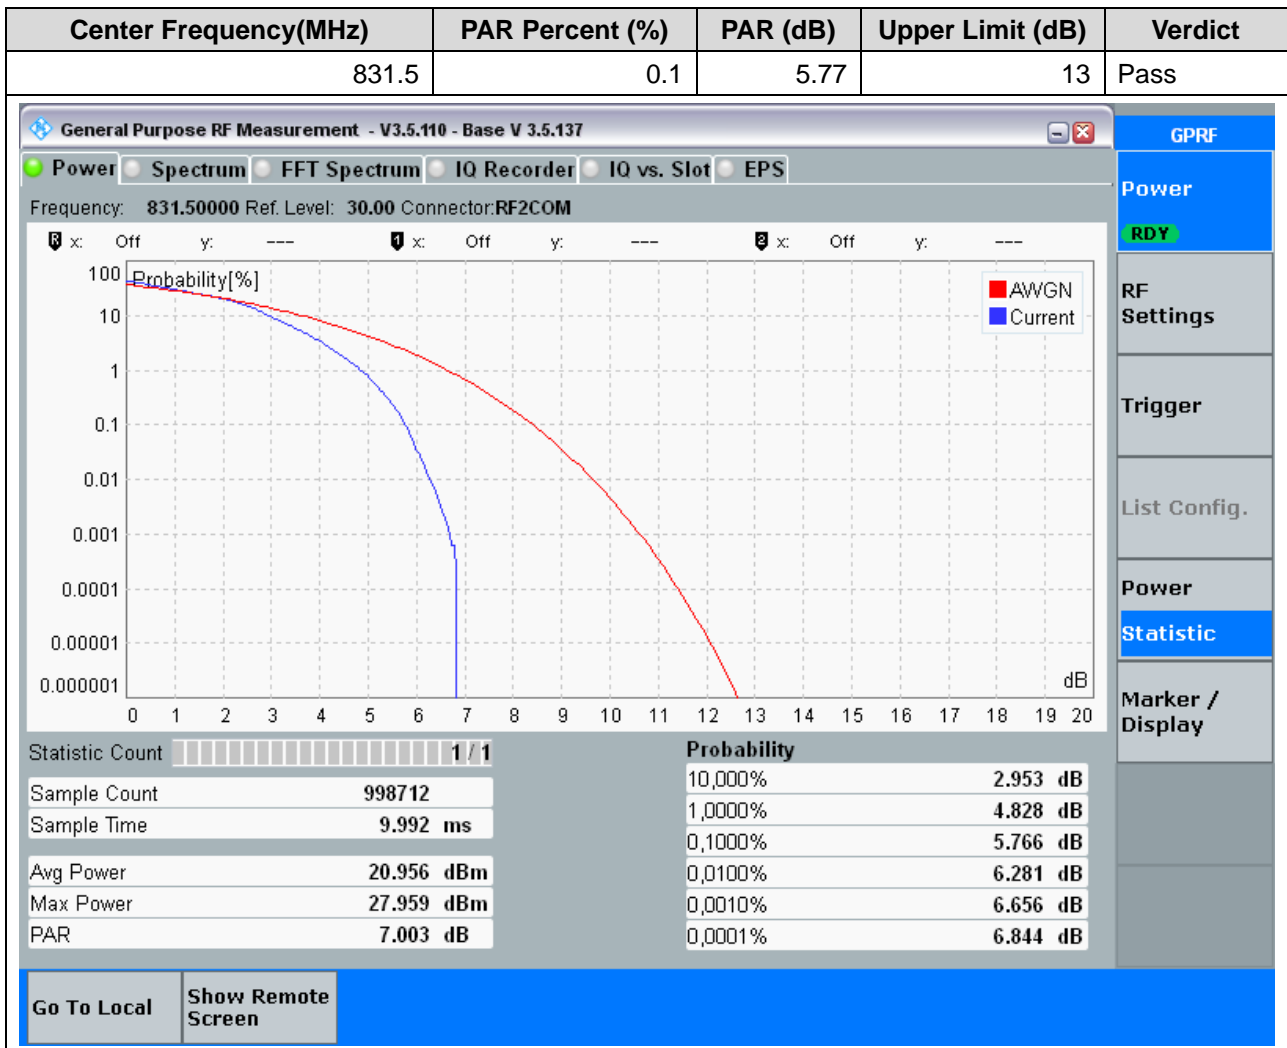 Center Frequency(MHz) PAR Percent (%) PAR (dB) Upper Limit (dB) Verdict
831.5 0.1 5.77 13 Pass
General Purpose RF Measurement - V3.5.110 - Base V 3.5.137
GPRF
Power Spectrum FFT Spectrum IQ Recorder IQ vs. Slot EPS
Frequency: 831.50000 Ref. Level: 30.00 Connector:RF2COM
R x: Off y: --- 1 x: Off y: --- 2 x: Off y: ---
Probability[%]
AWGN
Current
100
10
1
0.1
0.01
0.001
0.0001
0.00001
0.000001
dB
0 1 2 3 4 5 6 7 8 9 10 11 12 13 14 15 16 17 18 19 20
Statistic Count 1 / 1
Sample Count 998712
Sample Time 9.992 ms
Avg Power 20.956 dBm
Max Power 27.959 dBm
PAR 7.003 dB
Probability
10,000% 2.953 dB
1,0000% 4.828 dB
0,1000% 5.766 dB
0,0100% 6.281 dB
0,0010% 6.656 dB
0,0001% 6.844 dB
Power
RDY
RF
Settings
Trigger
List Config.
Power
Statistic
Marker /
Display
Go To Local
Show Remote
Screen